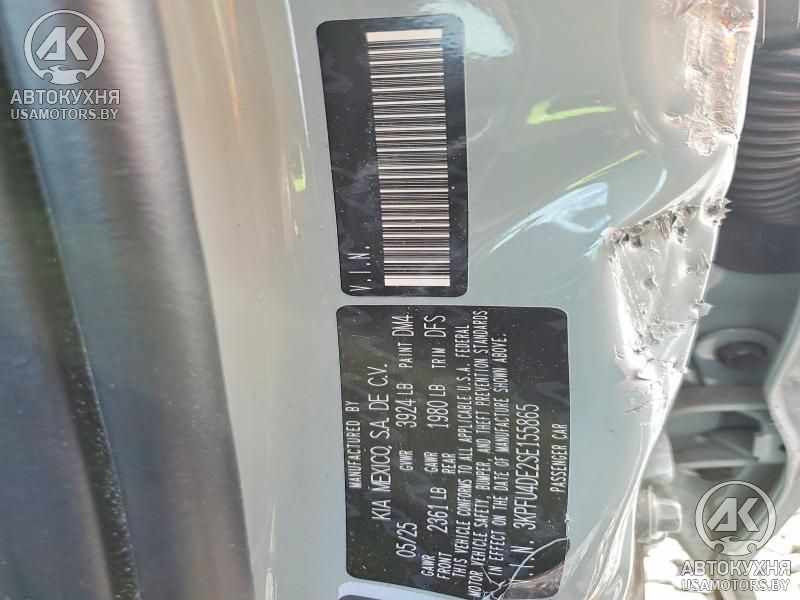 AK
АВТОКУХНЯ
USAMOTORS.BY
V.I.N.
MANUFACTURED BY
KIA MEXICO S.A. DE C.V.
05/25 GVWR 3924 LB PAINT DM4
GAWR FRONT 2361 LB GAWR REAR 1980 LB TRIM DFS
THIS VEHICLE CONFORMS TO ALL APPLICABLE U.S.A. FEDERAL
MOTOR VEHICLE SAFETY, BUMPER, AND THEFT PREVENTION STANDARDS
IN EFFECT ON THE DATE OF MANUFACTURE SHOWN ABOVE.
V.I.N. 3KPFU4DE2SE155865
PASSENGER CAR
AK
АВТОКУХНЯ
USAMOTORS.BY